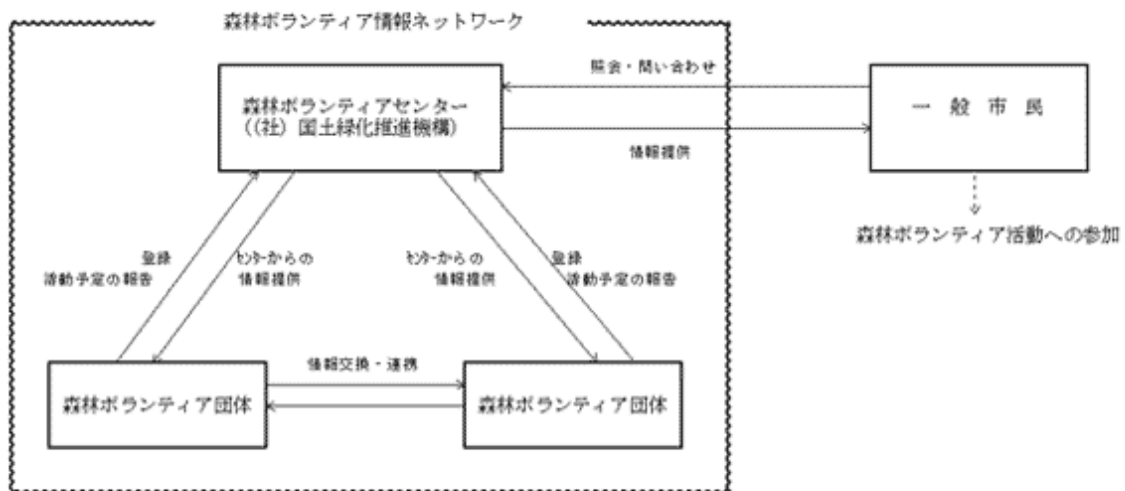 森林ボランティア情報ネットワーク
照会・問い合わせ
森林ボランティアセンター
((社) 国土緑化推進機構)
一 般 市 民
情報提供
森林ボランティア活動への参加
登録
活動予定の報告
ｾﾝﾀｰからの
情報提供
ｾﾝﾀｰからの
情報提供
登録
活動予定の報告
情報交換・連携
森林ボランティア団体
森林ボランティア団体